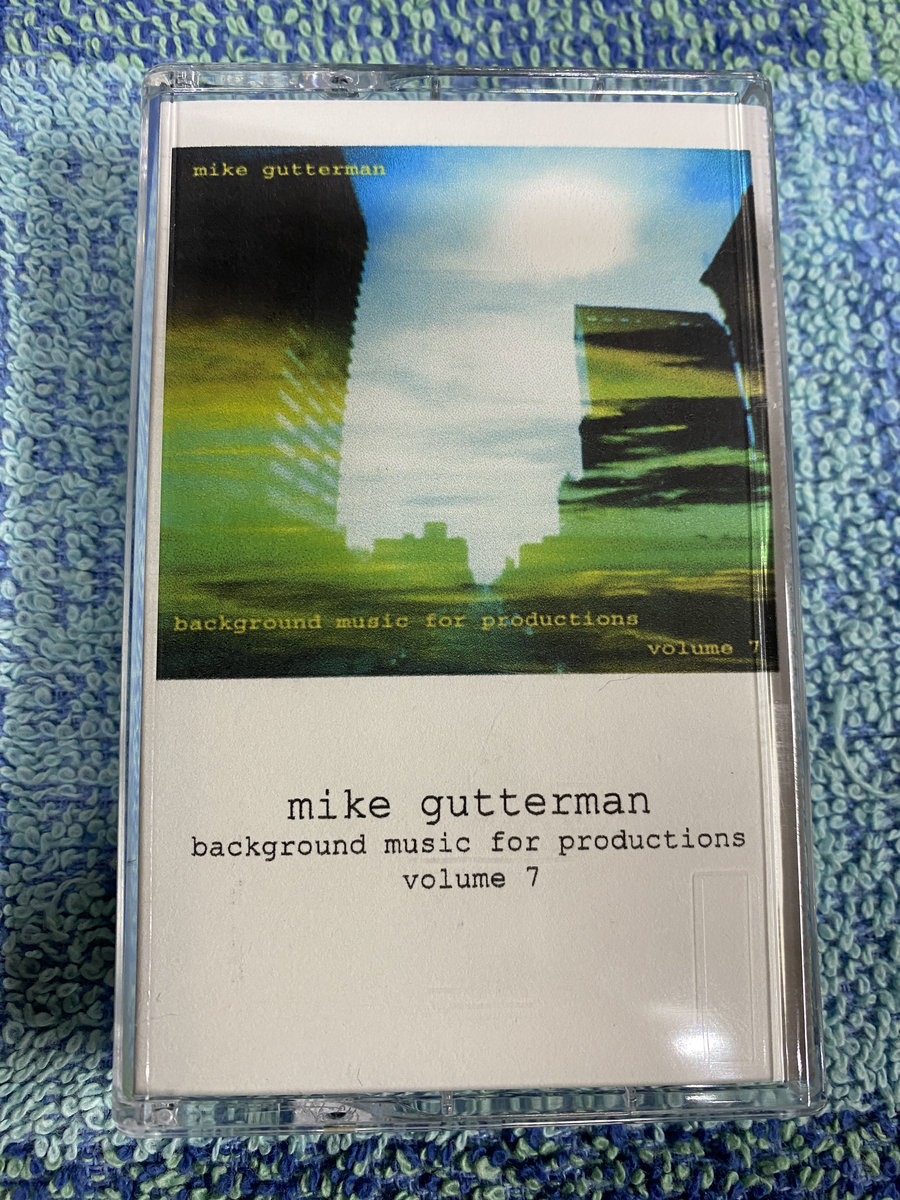 mike gutterman
background music for productions
volume 7
mike gutterman
background music for productions
volume 7